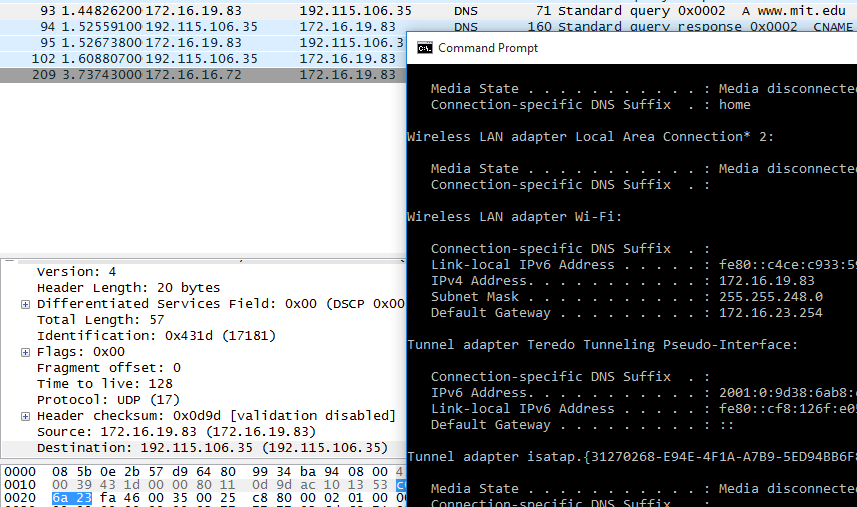 93 1.44826200 172.16.19.83 192.115.106.35 DNS 71 Standard query 0x0002 A www.mit.edu
94 1.52559100 192.115.106.35 172.16.19.83 DNS 160 Standard query response 0x0002 CNAME
95 1.52673800 172.16.19.83 192.115.106.35
102 1.60880700 192.115.106.35 172.16.19.83
209 3.73743000 172.16.16.72 172.16.19.83
Command Prompt
Media State . . . . . . . . . . . : Media disconnected
Connection-specific DNS Suffix . : home
Wireless LAN adapter Local Area Connection* 2:
Media State . . . . . . . . . . . : Media disconnected
Connection-specific DNS Suffix . :
Wireless LAN adapter Wi-Fi:
Connection-specific DNS Suffix . :
Link-local IPv6 Address . . . . . : fe80::c4ce:c933:59
IPv4 Address. . . . . . . . . . . : 172.16.19.83
Subnet Mask . . . . . . . . . . . : 255.255.248.0
Default Gateway . . . . . . . . . : 172.16.23.254
Tunnel adapter Teredo Tunneling Pseudo-Interface:
Connection-specific DNS Suffix . :
IPv6 Address. . . . . . . . . . . : 2001:0:9d38:6ab8:
Link-local IPv6 Address . . . . . : fe80::cf8:126f:e0
Default Gateway . . . . . . . . . : ::
Tunnel adapter isatap.{31270268-E94E-4F1A-A7B9-5ED94BB6F8
Media State . . . . . . . . . . . : Media disconnected
Connection-specific DNS Suffix . :
Version: 4
Header Length: 20 bytes
Differentiated Services Field: 0x00 (DSCP 0x00
Total Length: 57
Identification: 0x431d (17181)
Flags: 0x00
Fragment offset: 0
Time to live: 128
Protocol: UDP (17)
Header checksum: 0x0d9d [validation disabled]
Source: 172.16.19.83 (172.16.19.83)
Destination: 192.115.106.35 (192.115.106.35)
0000 08 5b 0e 2b 57 d9 64 80 99 34 ba 94 08 00 4
0010 00 39 43 1d 00 00 80 11 0d 9d ac 10 13 53 c0
0020 6a 23 fa 46 00 35 00 25 c8 80 00 02 01 00 00